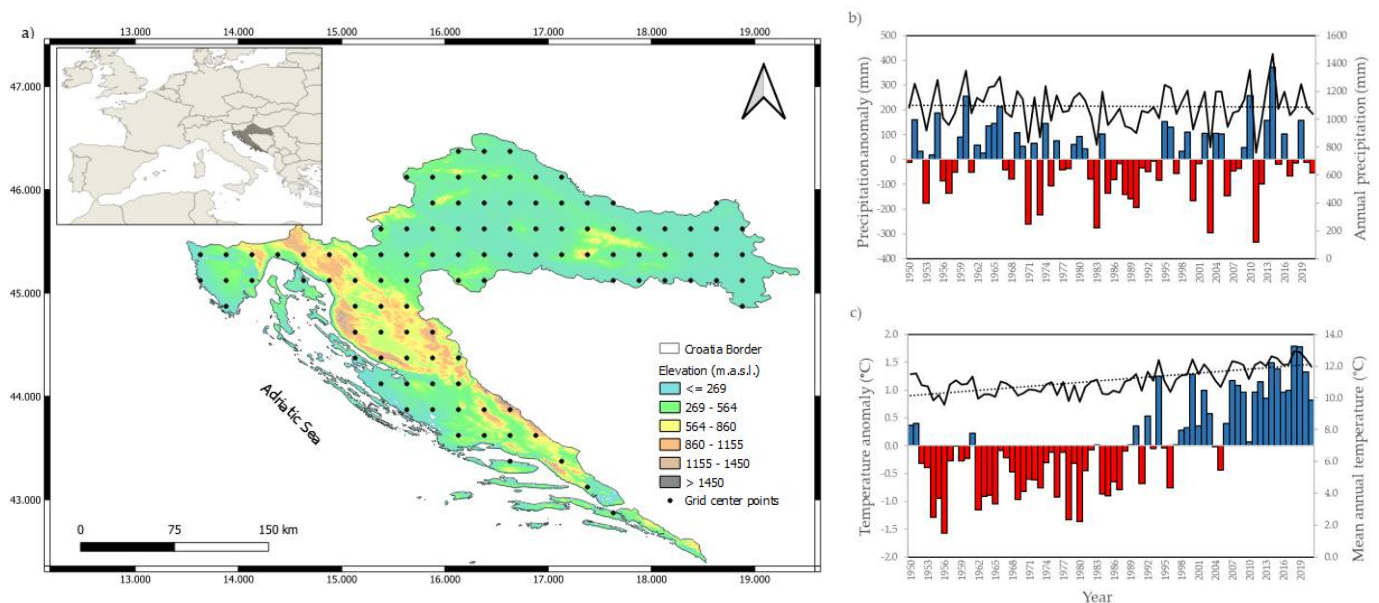 a)
13.000 14.000 15.000 16.000 17.000 18.000 19.000
47.000
46.000
45.000
44.000
43.000
Adriatic Sea
Croatia Border
Elevation (m.a.s.l.)
<= 269
269 - 564
564 - 860
860 - 1155
1155 - 1450
> 1450
Grid center points
0 75 150 km
13.000 14.000 15.000 16.000 17.000 18.000 19.000
b)
Precipitation anomaly (mm)
500
400
300
200
100
0
-100
-200
-300
-400
Annual precipitation (mm)
1600
1400
1200
1000
800
600
400
200
0
1950 1953 1956 1959 1962 1965 1968 1971 1974 1977 1980 1983 1986 1989 1992 1995 1998 2001 2004 2007 2010 2013 2016 2019
c)
Temperature anomaly (°C)
2.0
1.5
1.0
0.5
0.0
-0.5
-1.0
-1.5
-2.0
Mean annual temperature (°C)
14.0
12.0
10.0
8.0
6.0
4.0
2.0
0.0
1950 1953 1956 1959 1962 1965 1968 1971 1974 1977 1980 1983 1986 1989 1992 1995 1998 2001 2004 2007 2010 2013 2016 2019
Year